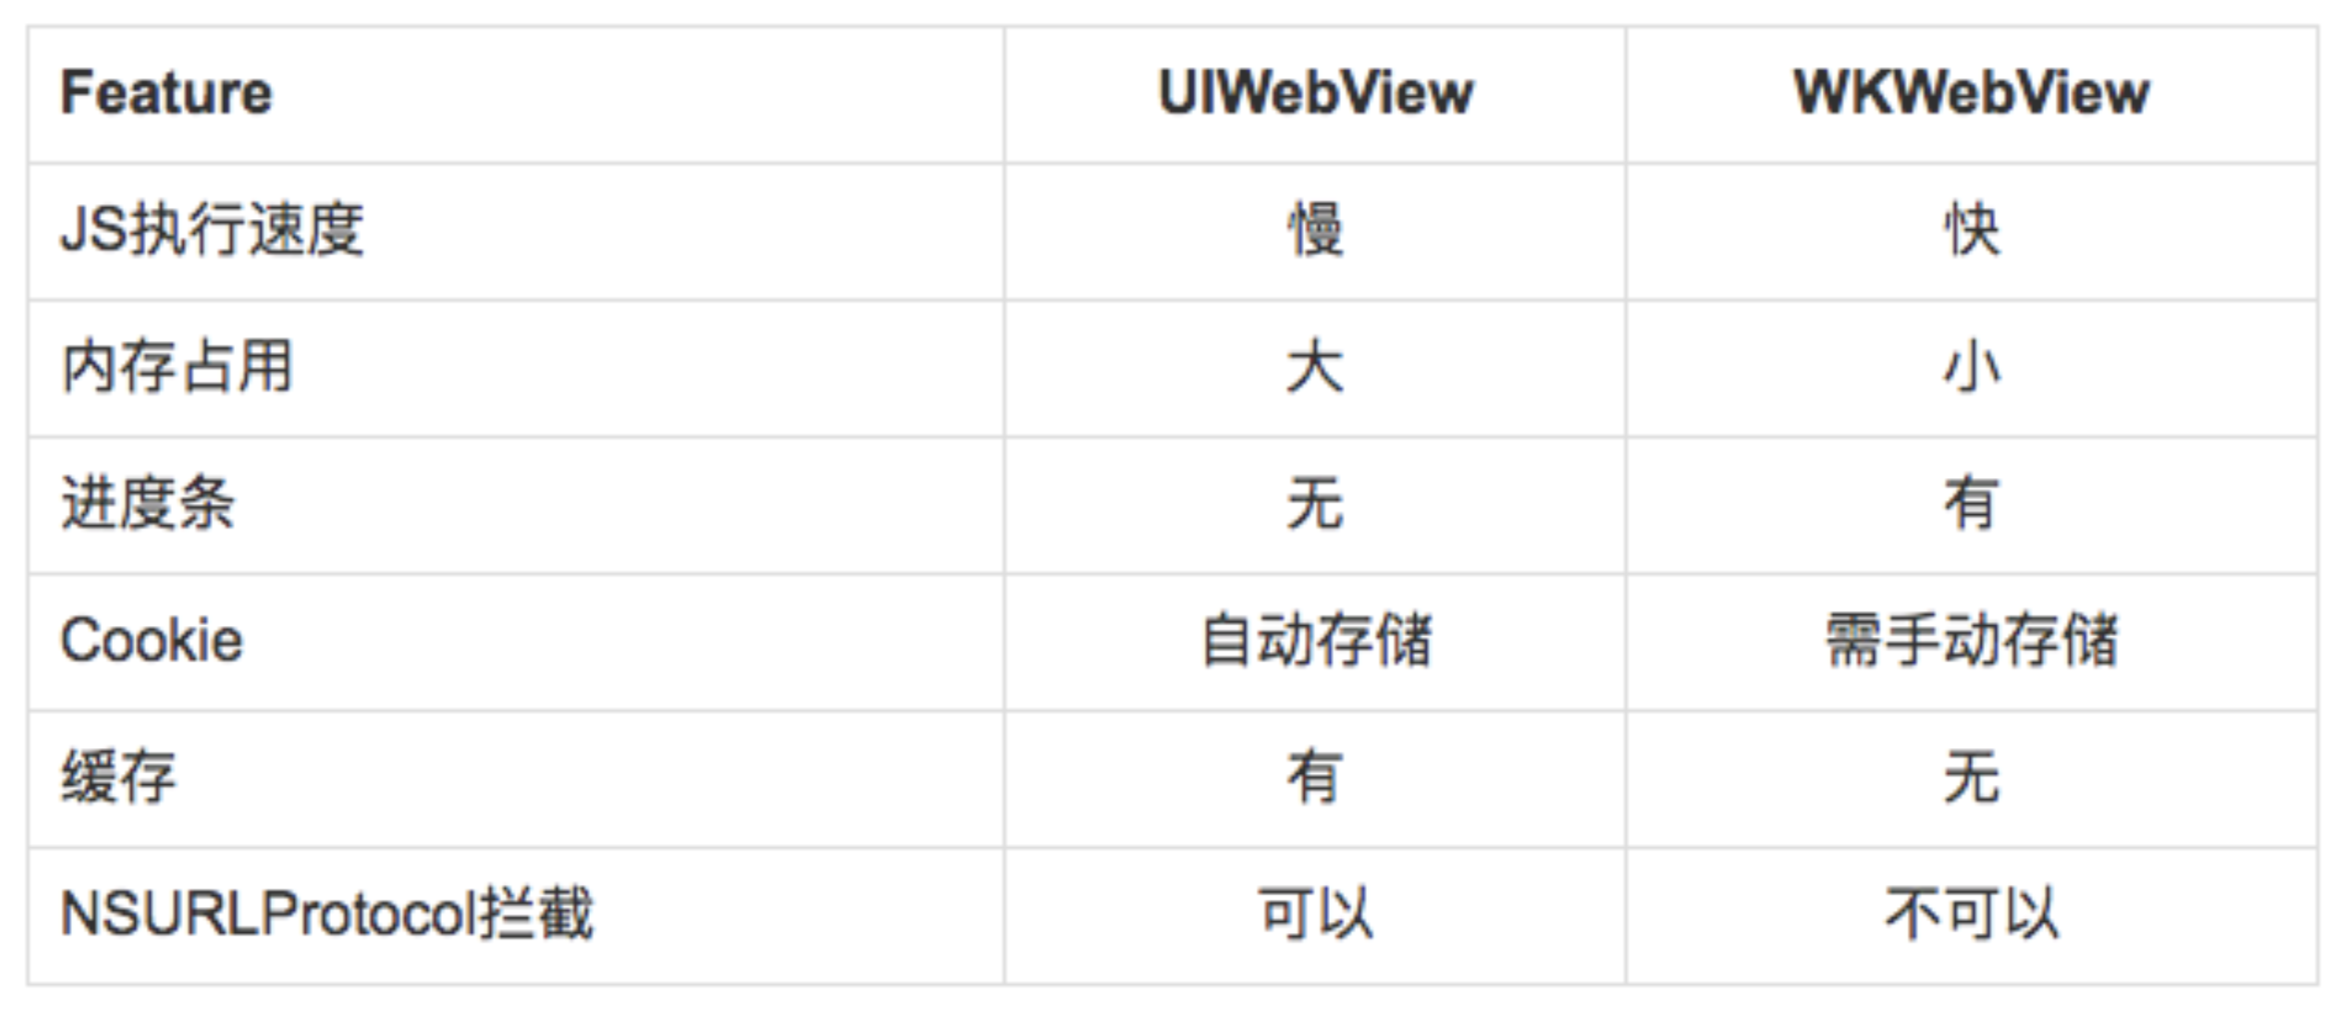 Feature UIWebView WKWebView
JS执行速度 慢 快
内存占用 大 小
进度条 无 有
Cookie 自动存储 需手动存储
缓存 有 无
NSURLProtocol拦截 可以 不可以